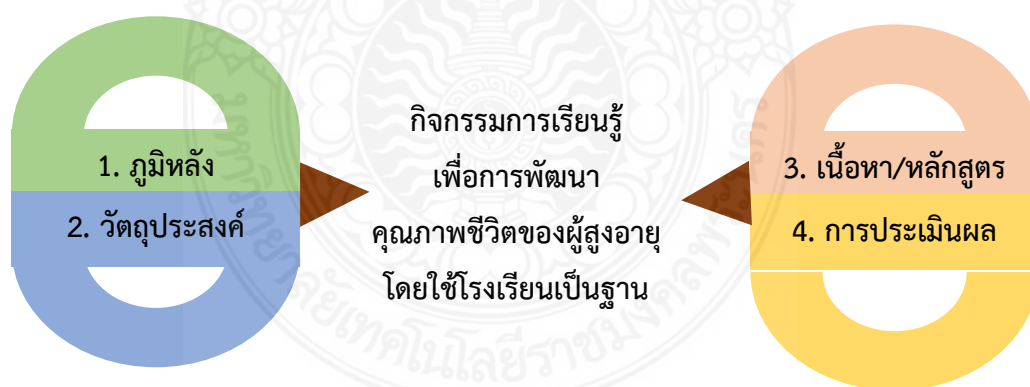 1. ภูมิหลัง
2. วัตถุประสงค์
กิจกรรมการเรียนรู้
เพื่อการพัฒนา
คุณภาพชีวิตของผู้สูงอายุ
โดยใช้โรงเรียนเป็นฐาน
3. เนื้อหา/หลักสูตร
4. การประเมินผล